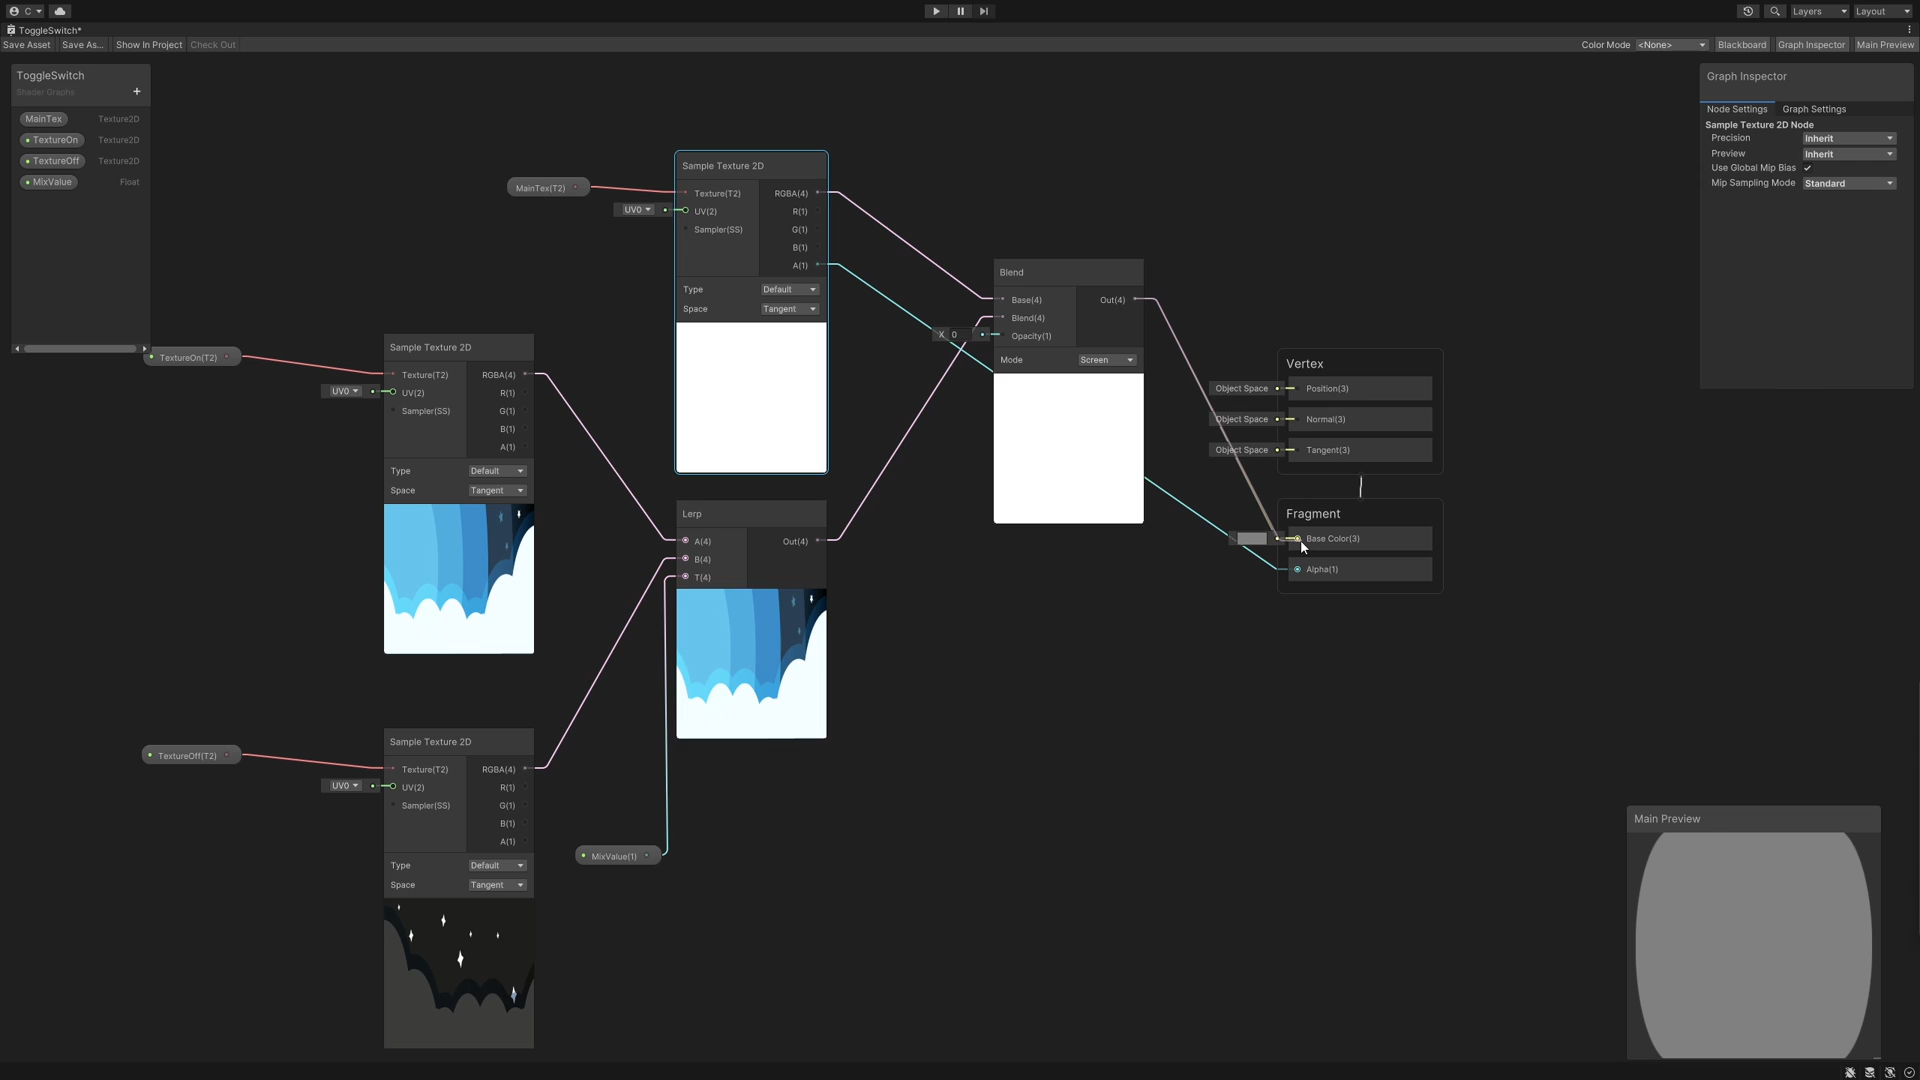 C
Layers
Layout
ToggleSwitch*
Save Asset Save As... Show In Project Check Out
Color Mode <None> Blackboard Graph Inspector Main Preview
ToggleSwitch
Shader Graphs
+
MainTex Texture2D
TextureOn Texture2D
TextureOff Texture2D
MixValue Float
Graph Inspector
Node Settings Graph Settings
Sample Texture 2D Node
Precision Inherit
Preview Inherit
Use Global Mip Bias
Mip Sampling Mode Standard
MainTex(T2)
UV0
Sample Texture 2D
Texture(T2) RGBA(4)
UV(2) R(1)
Sampler(SS) G(1)
B(1)
A(1)
Type Default
Space Tangent
TextureOn(T2)
UV0
Sample Texture 2D
Texture(T2) RGBA(4)
UV(2) R(1)
Sampler(SS) G(1)
B(1)
A(1)
Type Default
Space Tangent
Blend
Base(4) Out(4)
Blend(4)
X 0 Opacity(1)
Mode Screen
Vertex
Object Space Position(3)
Object Space Normal(3)
Object Space Tangent(3)
Fragment
Base Color(3)
Alpha(1)
Lerp
A(4) Out(4)
B(4)
T(4)
TextureOff(T2)
UV0
Sample Texture 2D
Texture(T2) RGBA(4)
UV(2) R(1)
Sampler(SS) G(1)
B(1)
A(1)
Type Default
Space Tangent
MixValue(1)
Main Preview